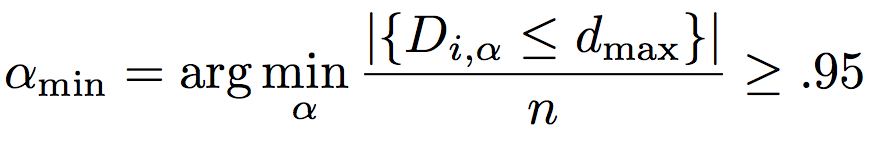 α_min = arg min_α |{D_{i,α} ≤ d_max}| / n ≥ .95